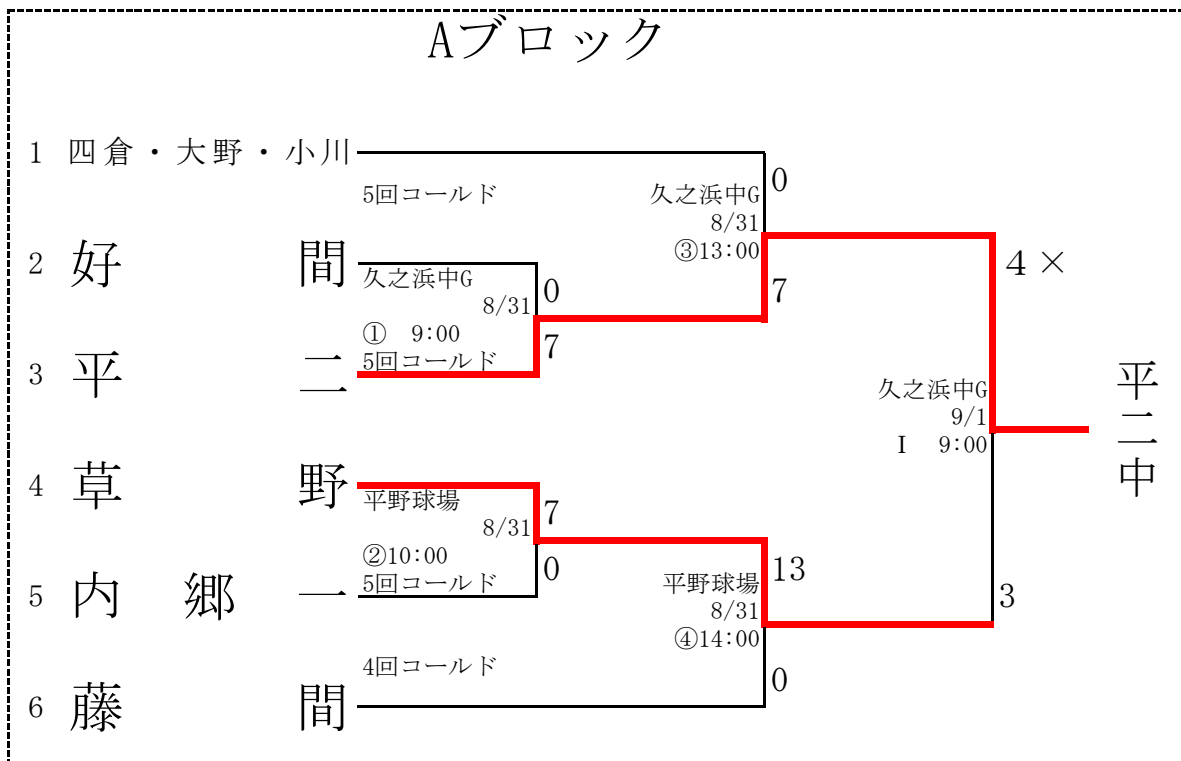 Aブロック
1 四倉・大野・小川
5回コールド
久之浜中G
8/31
③13:00
0
7
2 好間
久之浜中G
8/31
① 9:00
5回コールド
0
7
3 平二
4×
久之浜中G
9/1
I 9:00
3
平二中
4 草野
平野球場
8/31
②10:00
5回コールド
7
0
5 内郷一
平野球場
8/31
④14:00
13
0
4回コールド
6 藤間